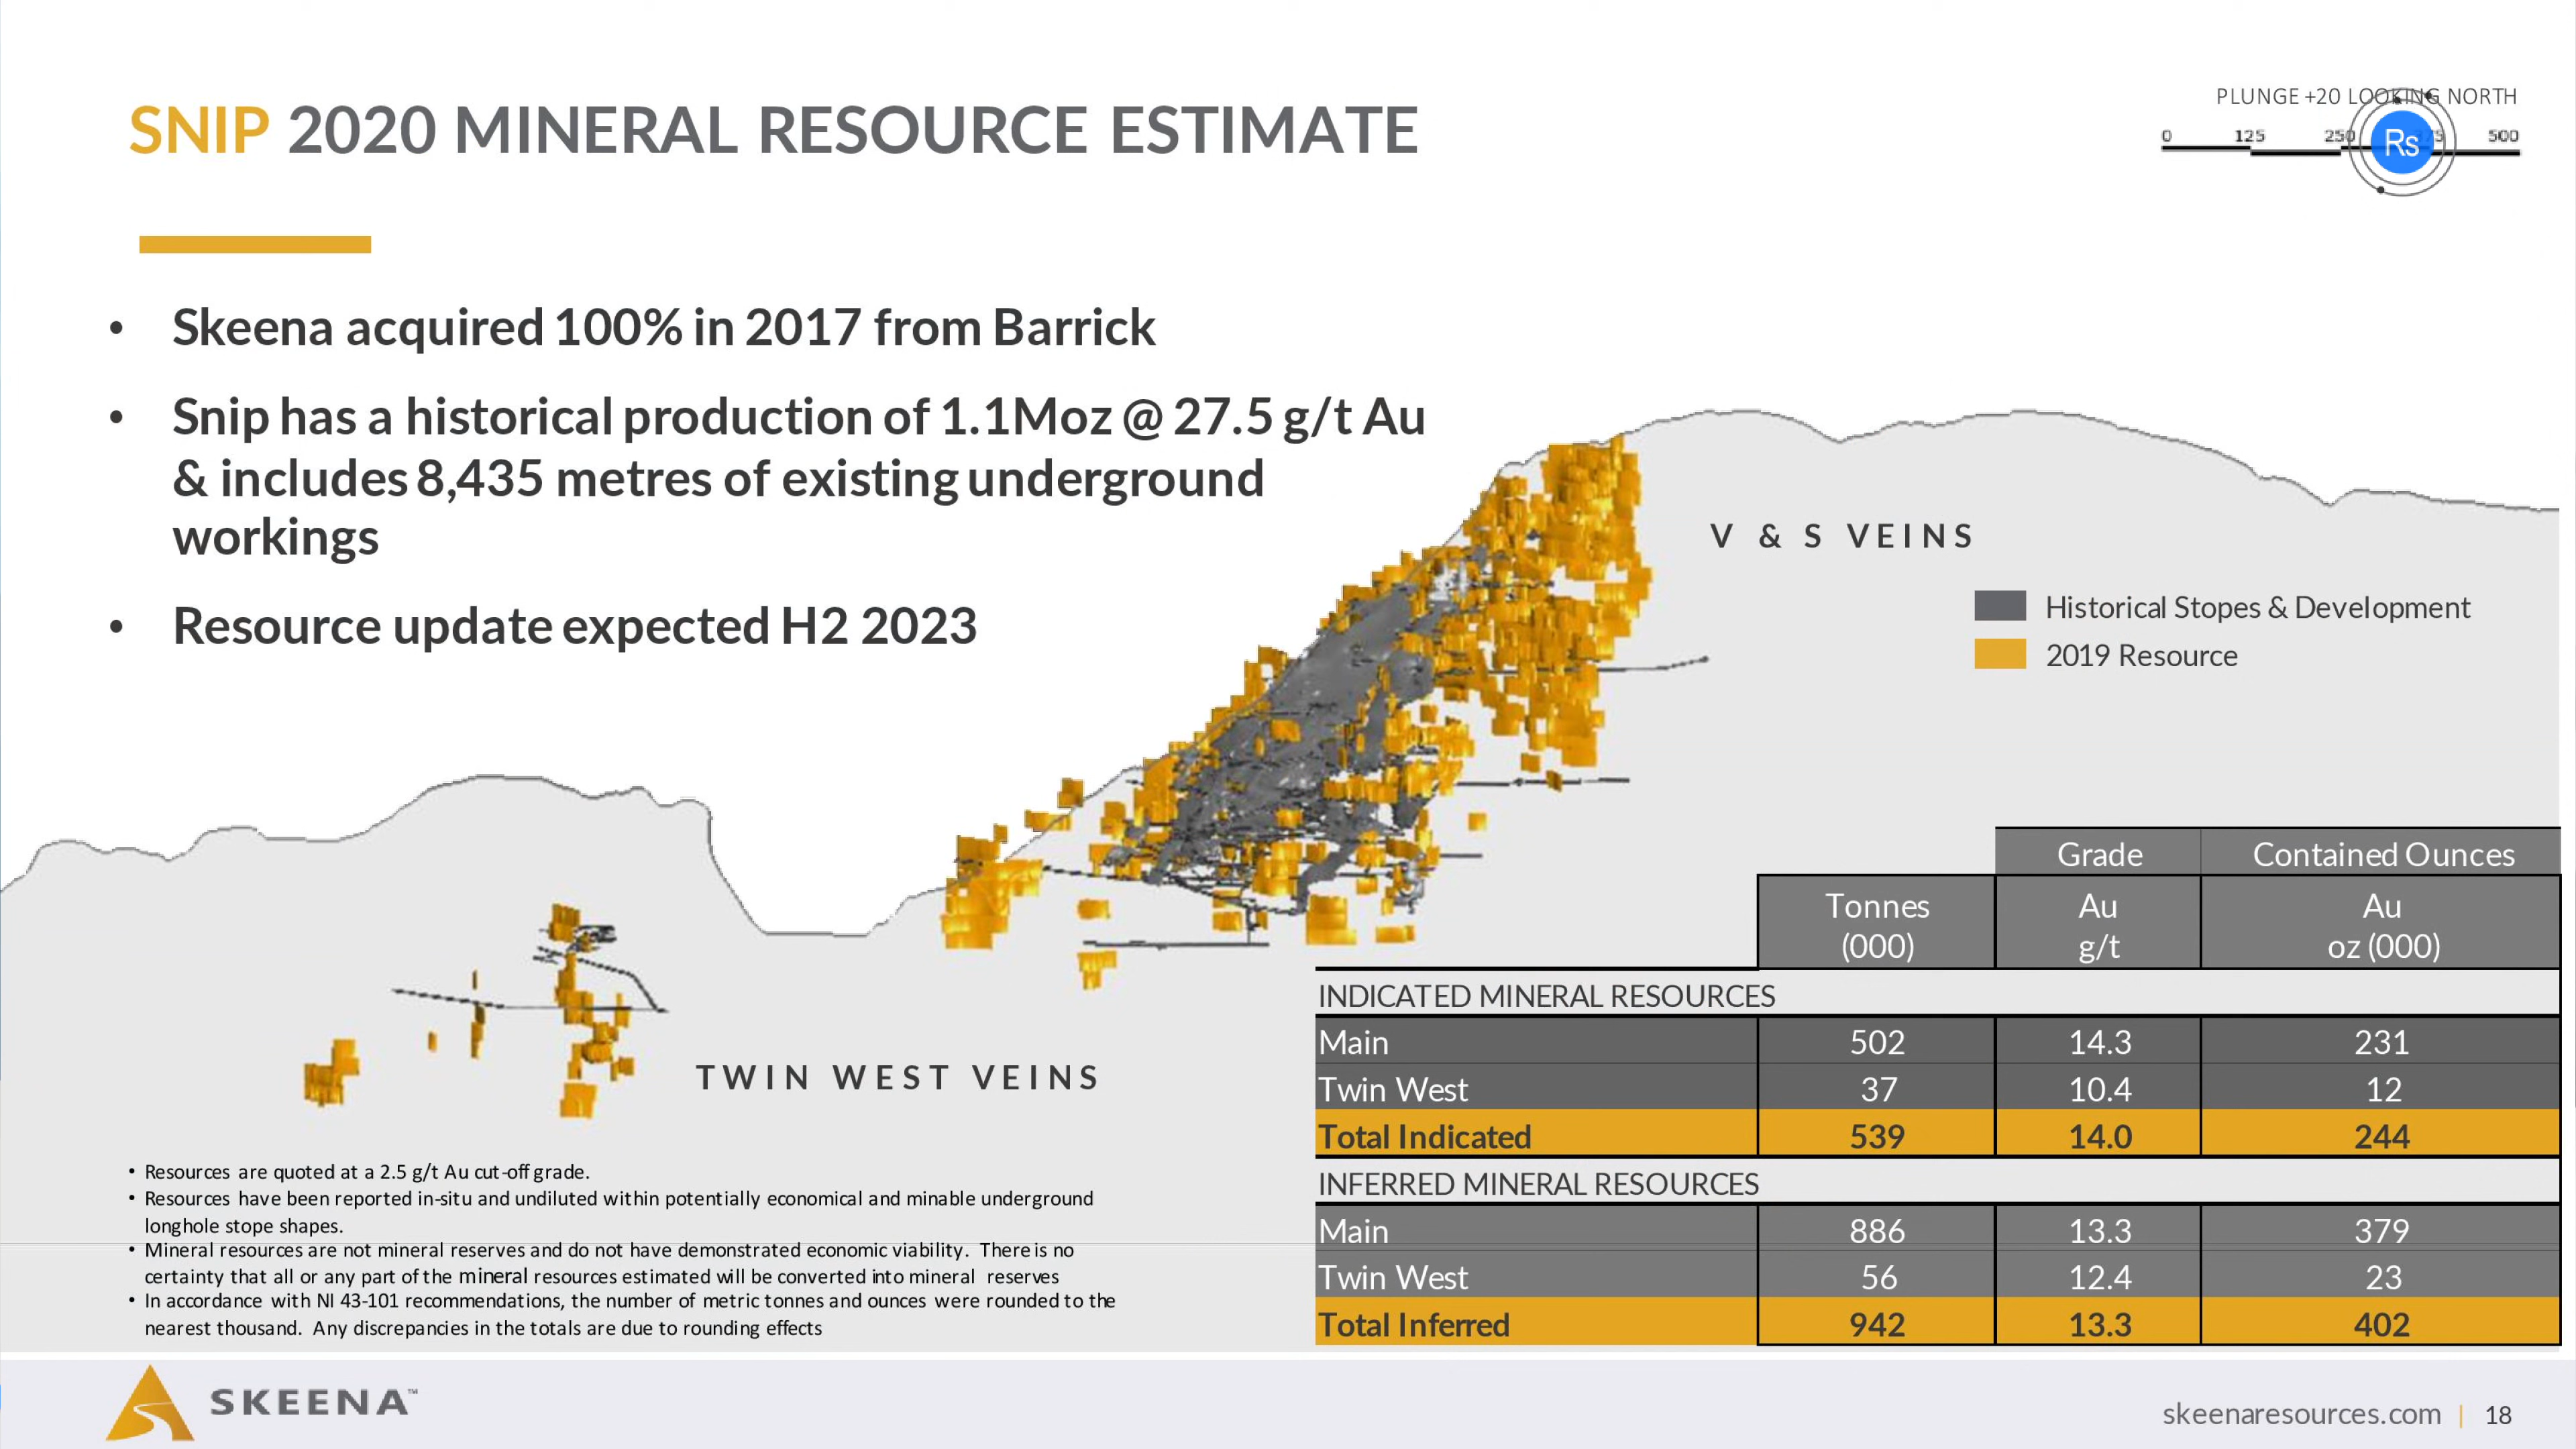 SNIP 2020 MINERAL RESOURCE ESTIMATE
PLUNGE +20 LOOKING NORTH
0 125 250 375 500
Rs
• Skeena acquired 100% in 2017 from Barrick
• Snip has a historical production of 1.1Moz @ 27.5 g/t Au
& includes 8,435 metres of existing underground
workings
• Resource update expected H2 2023
V & S VEINS
Historical Stopes & Development
2019 Resource
TWIN WEST VEINS
Grade Contained Ounces
Tonnes Au Au
(000) g/t oz (000)
INDICATED MINERAL RESOURCES
Main 502 14.3 231
Twin West 37 10.4 12
Total Indicated 539 14.0 244
INFERRED MINERAL RESOURCES
Main 886 13.3 379
Twin West 56 12.4 23
Total Inferred 942 13.3 402
• Resources are quoted at a 2.5 g/t Au cut-off grade.
• Resources have been reported in-situ and undiluted within potentially economical and minable underground
longhole stope shapes.
• Mineral resources are not mineral reserves and do not have demonstrated economic viability. There is no
certainty that all or any part of the mineral resources estimated will be converted into mineral reserves
• In accordance with NI 43-101 recommendations, the number of metric tonnes and ounces were rounded to the
nearest thousand. Any discrepancies in the totals are due to rounding effects
SKEENA™
skeenaresources.com | 18